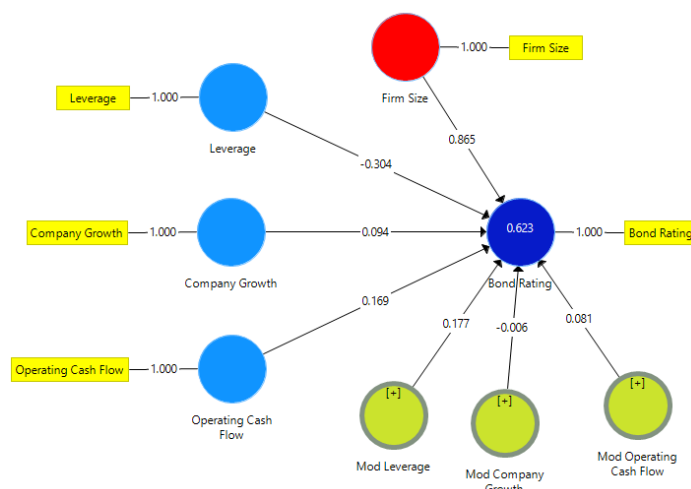 1.000
Firm Size
Leverage
1.000
Firm Size
Leverage
0.865
-0.304
Company Growth
1.000
0.094
0.623
1.000
Bond Rating
Company Growth
Bond Rating
0.169
0.177
-0.006
0.081
Operating Cash Flow
1.000
[+]
[+]
[+]
Operating Cash
Flow
Mod Leverage
Mod Company
Growth
Mod Operating
Cash Flow